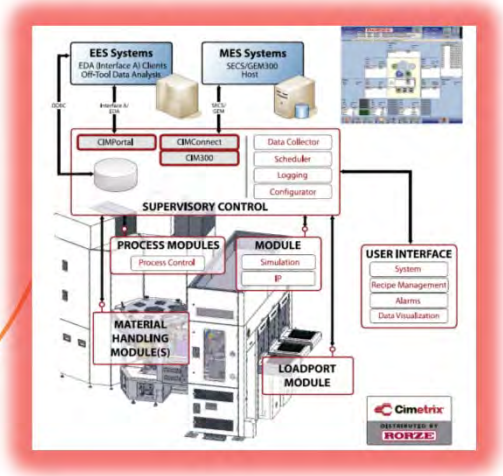 EES Systems
EDA (Interface A) Clients
Off-Tool Data Analysis
MES Systems
SECS/GEM300
Host
ODBC
Interface A/
EDA
SECS/
GEM
CIMPortal
CIMConnect
CIM300
Data Collector
Scheduler
Logging
Configurator
SUPERVISORY CONTROL
PROCESS MODULES
Process Control
MODULE
Simulation
IP
USER INTERFACE
System
Recipe Management
Alarms
Data Visualization
MATERIAL
HANDLING
MODULE(S)
LOADPORT
MODULE
Cimetrix
DISTRIBUTED BY
RORZE